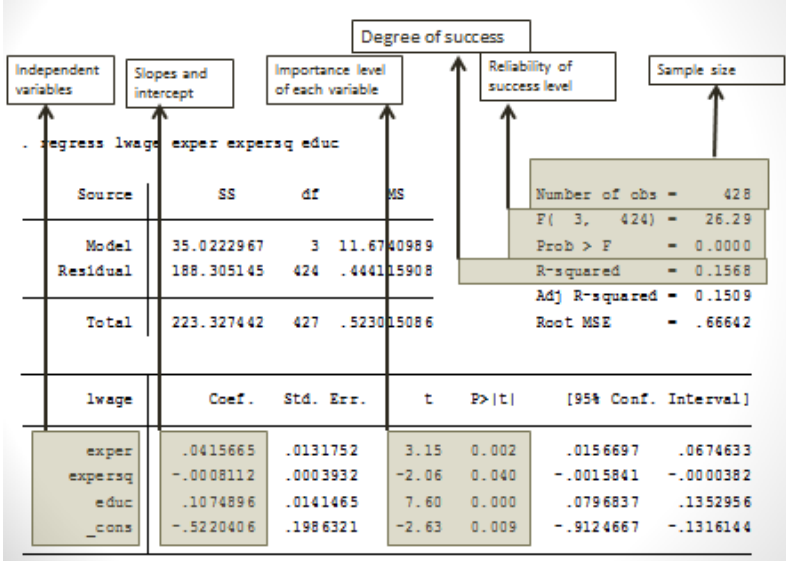 Degree of success
Independent variables
Slopes and intercept
Importance level of each variable
Reliability of success level
Sample size
. regress lwage exper expersq educ
Source SS df MS Number of obs = 428
F( 3, 424) = 26.29
Model 35.0222967 3 11.6740989 Prob > F = 0.0000
Residual 188.305145 424 .444115908 R-squared = 0.1568
Adj R-squared = 0.1509
Total 223.327442 427 .523015086 Root MSE = .66642
lwage Coef. Std. Err. t P>|t| [95% Conf. Interval]
exper .0415665 .0131752 3.15 0.002 .0156697 .0674633
expersq -.0008112 .0003932 -2.06 0.040 -.0015841 -.0000382
educ .1074896 .0141465 7.60 0.000 .0796837 .1352956
_cons -.5220406 .1986321 -2.63 0.009 -.9124667 -.1316144